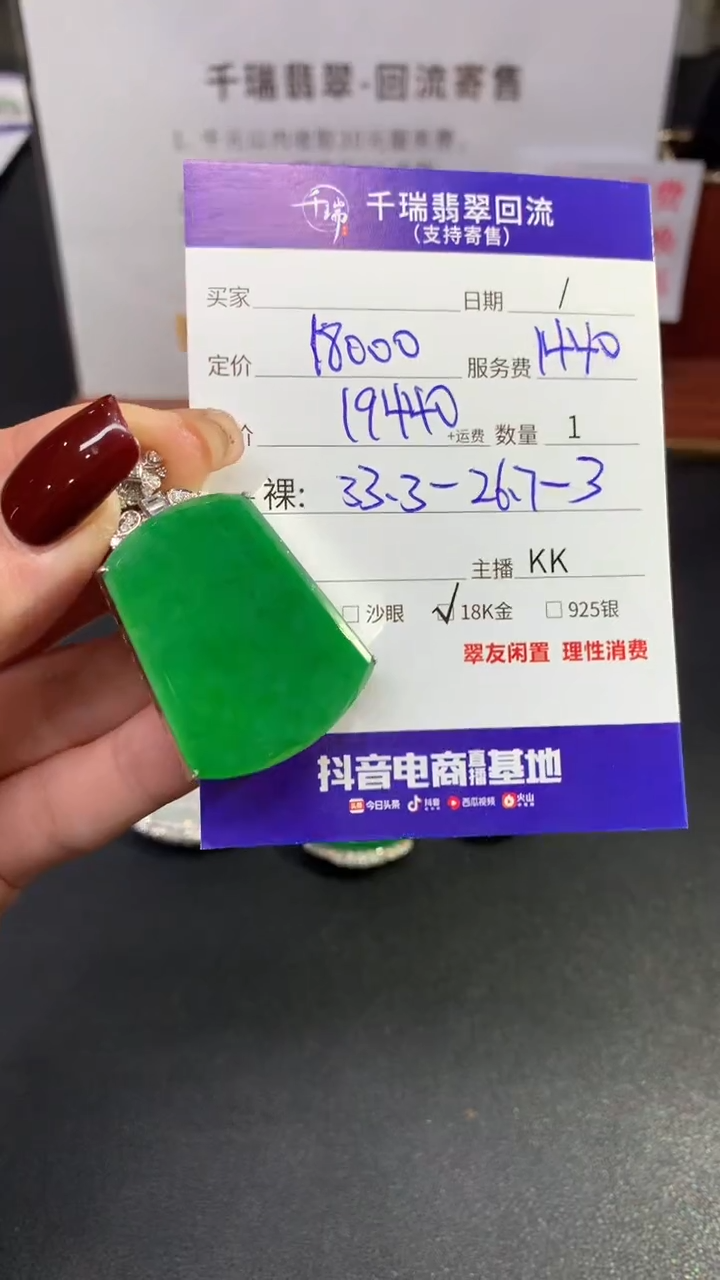 千瑞翡翠-回流寄售
千瑞
千瑞翡翠回流
(支持寄售)
买家 日期 /
定价 18000 服务费 1440
价 19440 +运费 数量 1
裸: 33.3-26.7-3
主播 KK
沙眼 √ 18K金 925银
翠友闲置 理性消费
抖音电商直播基地
头条 今日头条 抖音 西瓜视频 火山